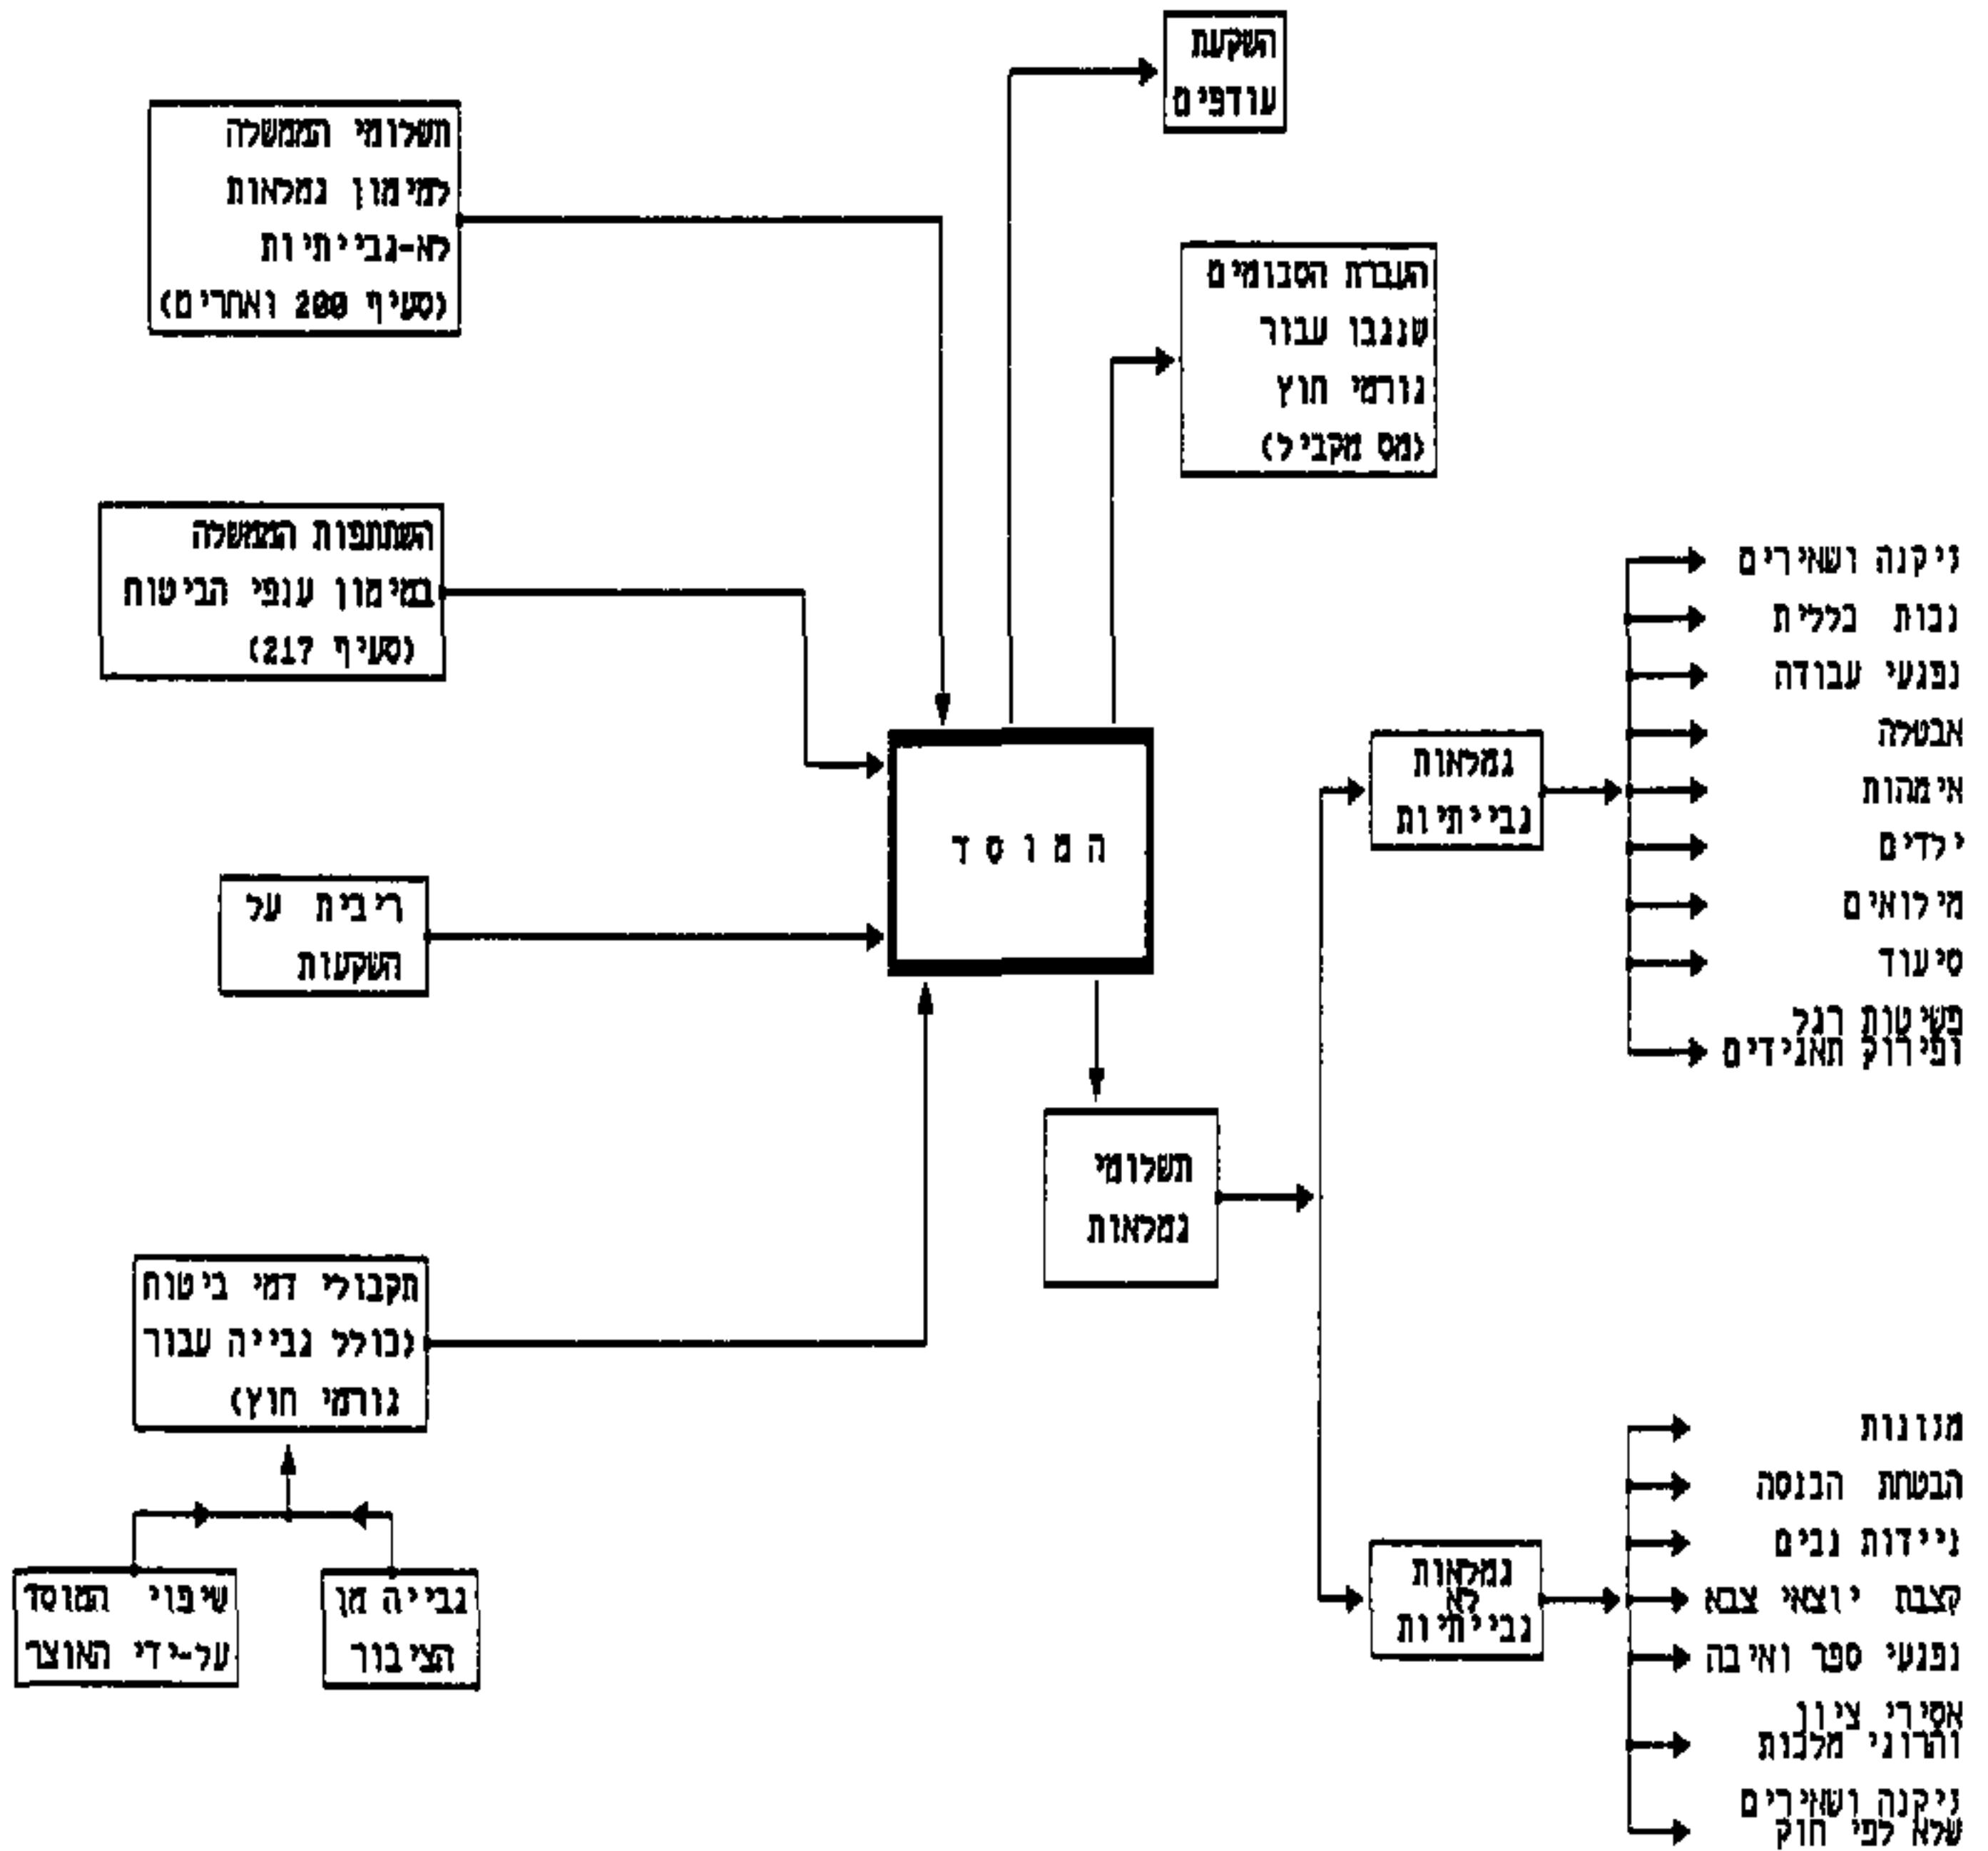 השקעת
עודפים
תשלומי הממשלה
למימון גמלאות
לא-גבייתיות
(סעיף 200 ואחרים)
העברת הסכומים
שנגבו עבור
גורמי חוץ
(מס מקביל)
השתתפות הממשלה
במימון ענפי הביטוח
(סעיף 217)
ריבית על
השקעות
המוסד
תשלומי
גמלאות
גמלאות
גבייתיות
זיקנה ושאירים
נכות כללית
נפגעי עבודה
אבטלה
אימהות
ילדים
מילואים
סיעוד
פשיטות רגל
ופירוק תאגידים
תקבולי דמי ביטוח
(כולל גבייה עבור
גורמי חוץ)
שיפוי המוסד
על-ידי האוצר
גבייה מן
הציבור
גמלאות
לא
גבייתיות
מזונות
הבטחת הכנסה
ניידות נכים
קצבת יוצאי צבא
נפגעי ספר ואיבה
אסירי ציון
והרוגי מלכות
זיקנה ושאירים
שלא לפי חוק